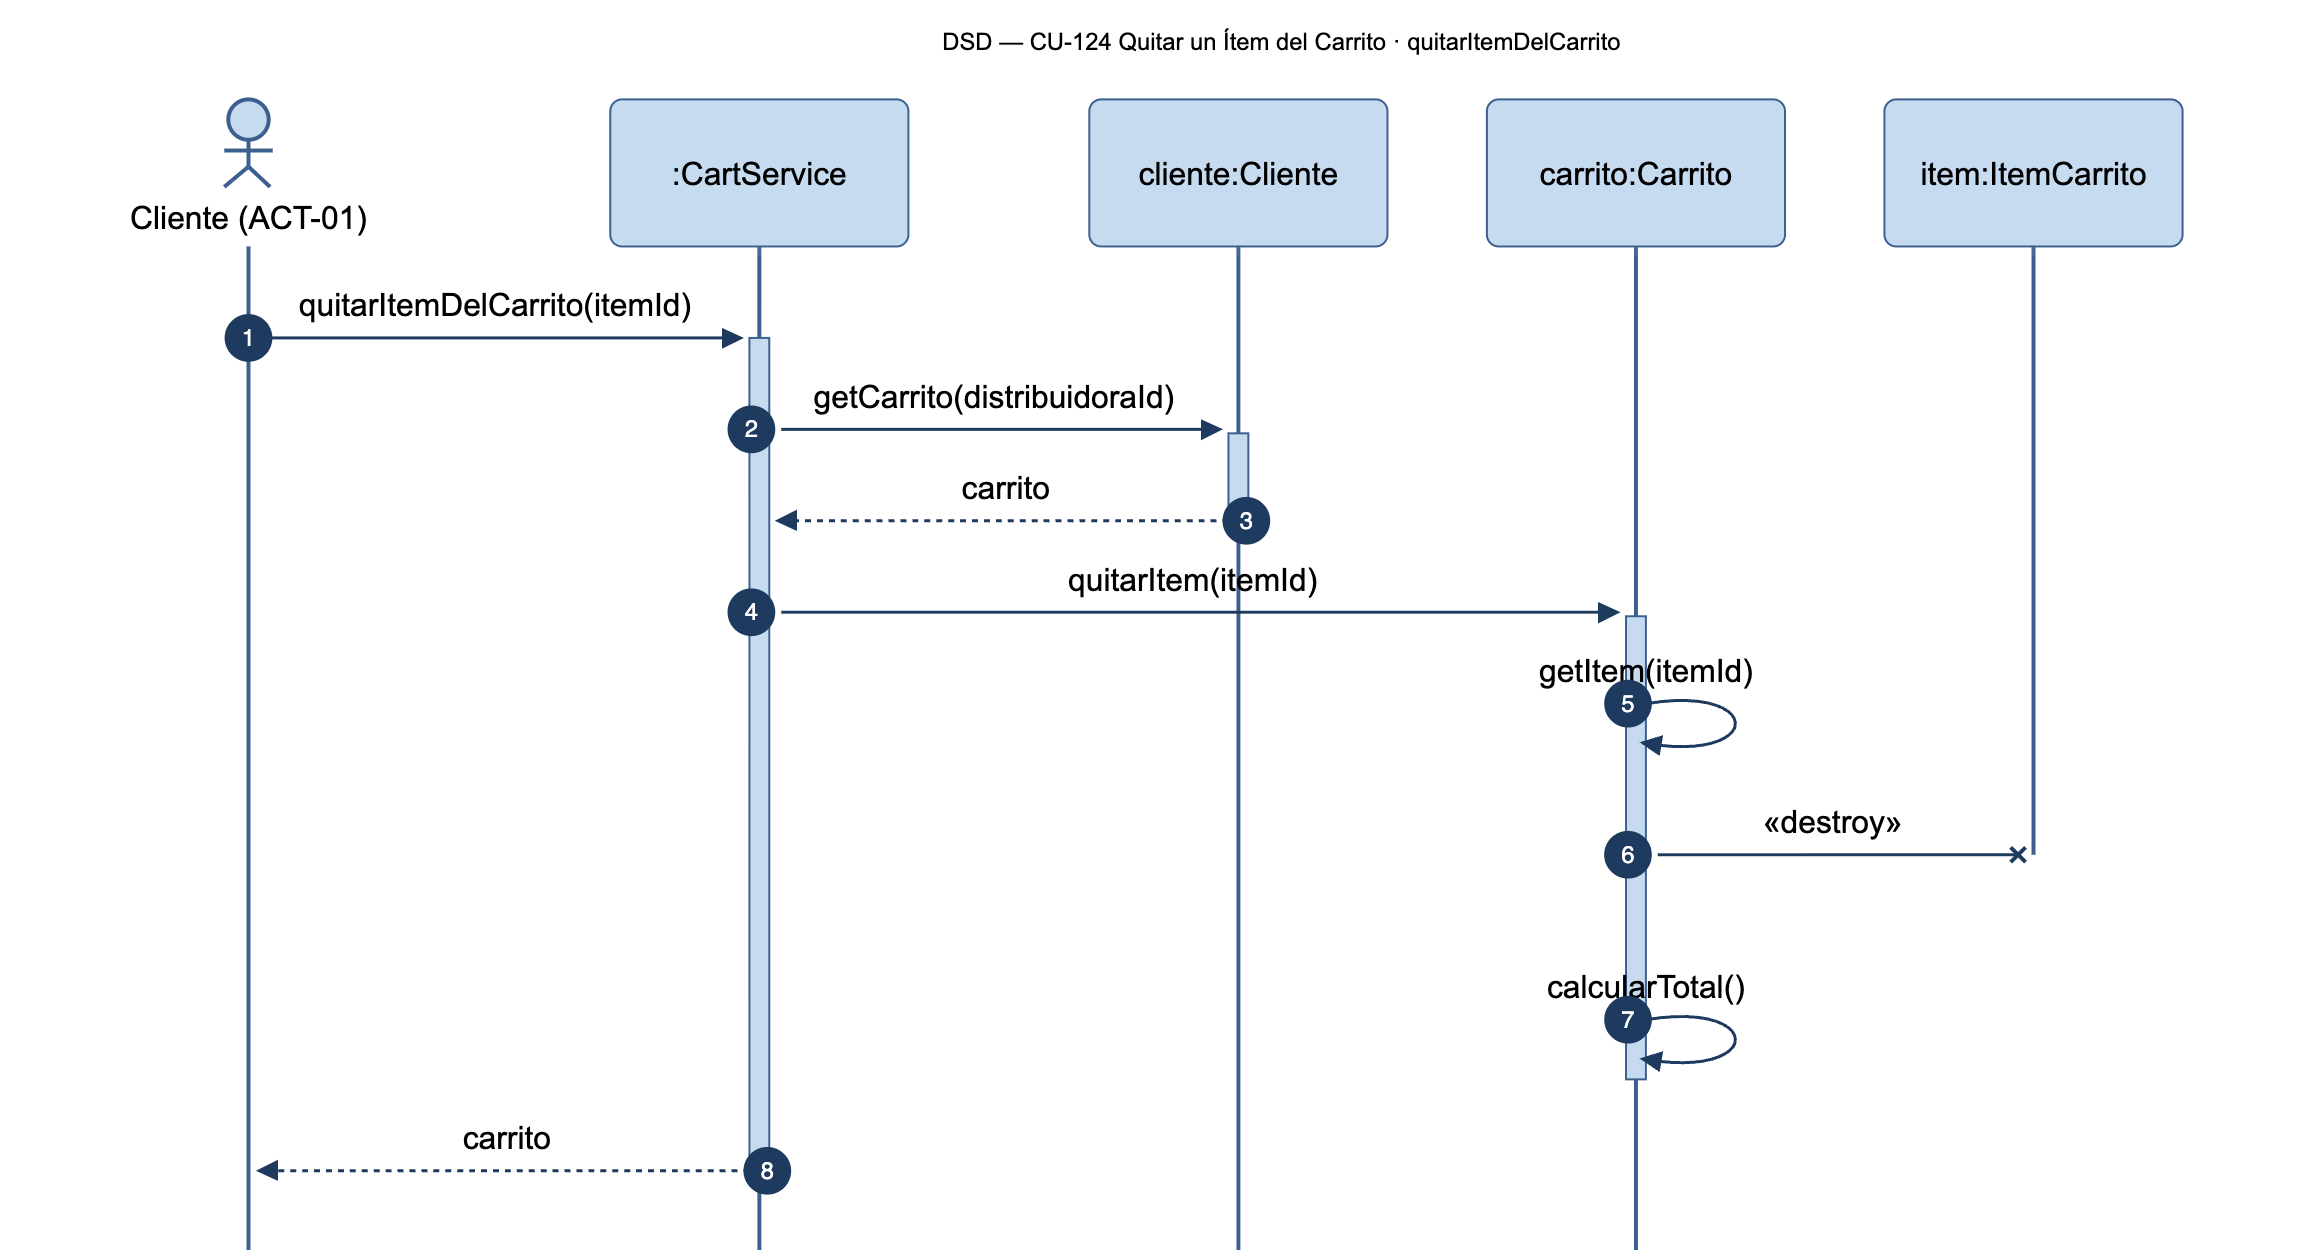 DSD — CU-124 Quitar un Ítem del Carrito · quitarItemDelCarrito
Cliente (ACT-01)
:CartService
cliente:Cliente
carrito:Carrito
item:ItemCarrito
quitarItemDelCarrito(itemId)
1
getCarrito(distribuidoraId)
2
carrito
3
quitarItem(itemId)
4
getItem(itemId)
5
«destroy»
6
calcularTotal()
7
carrito
8